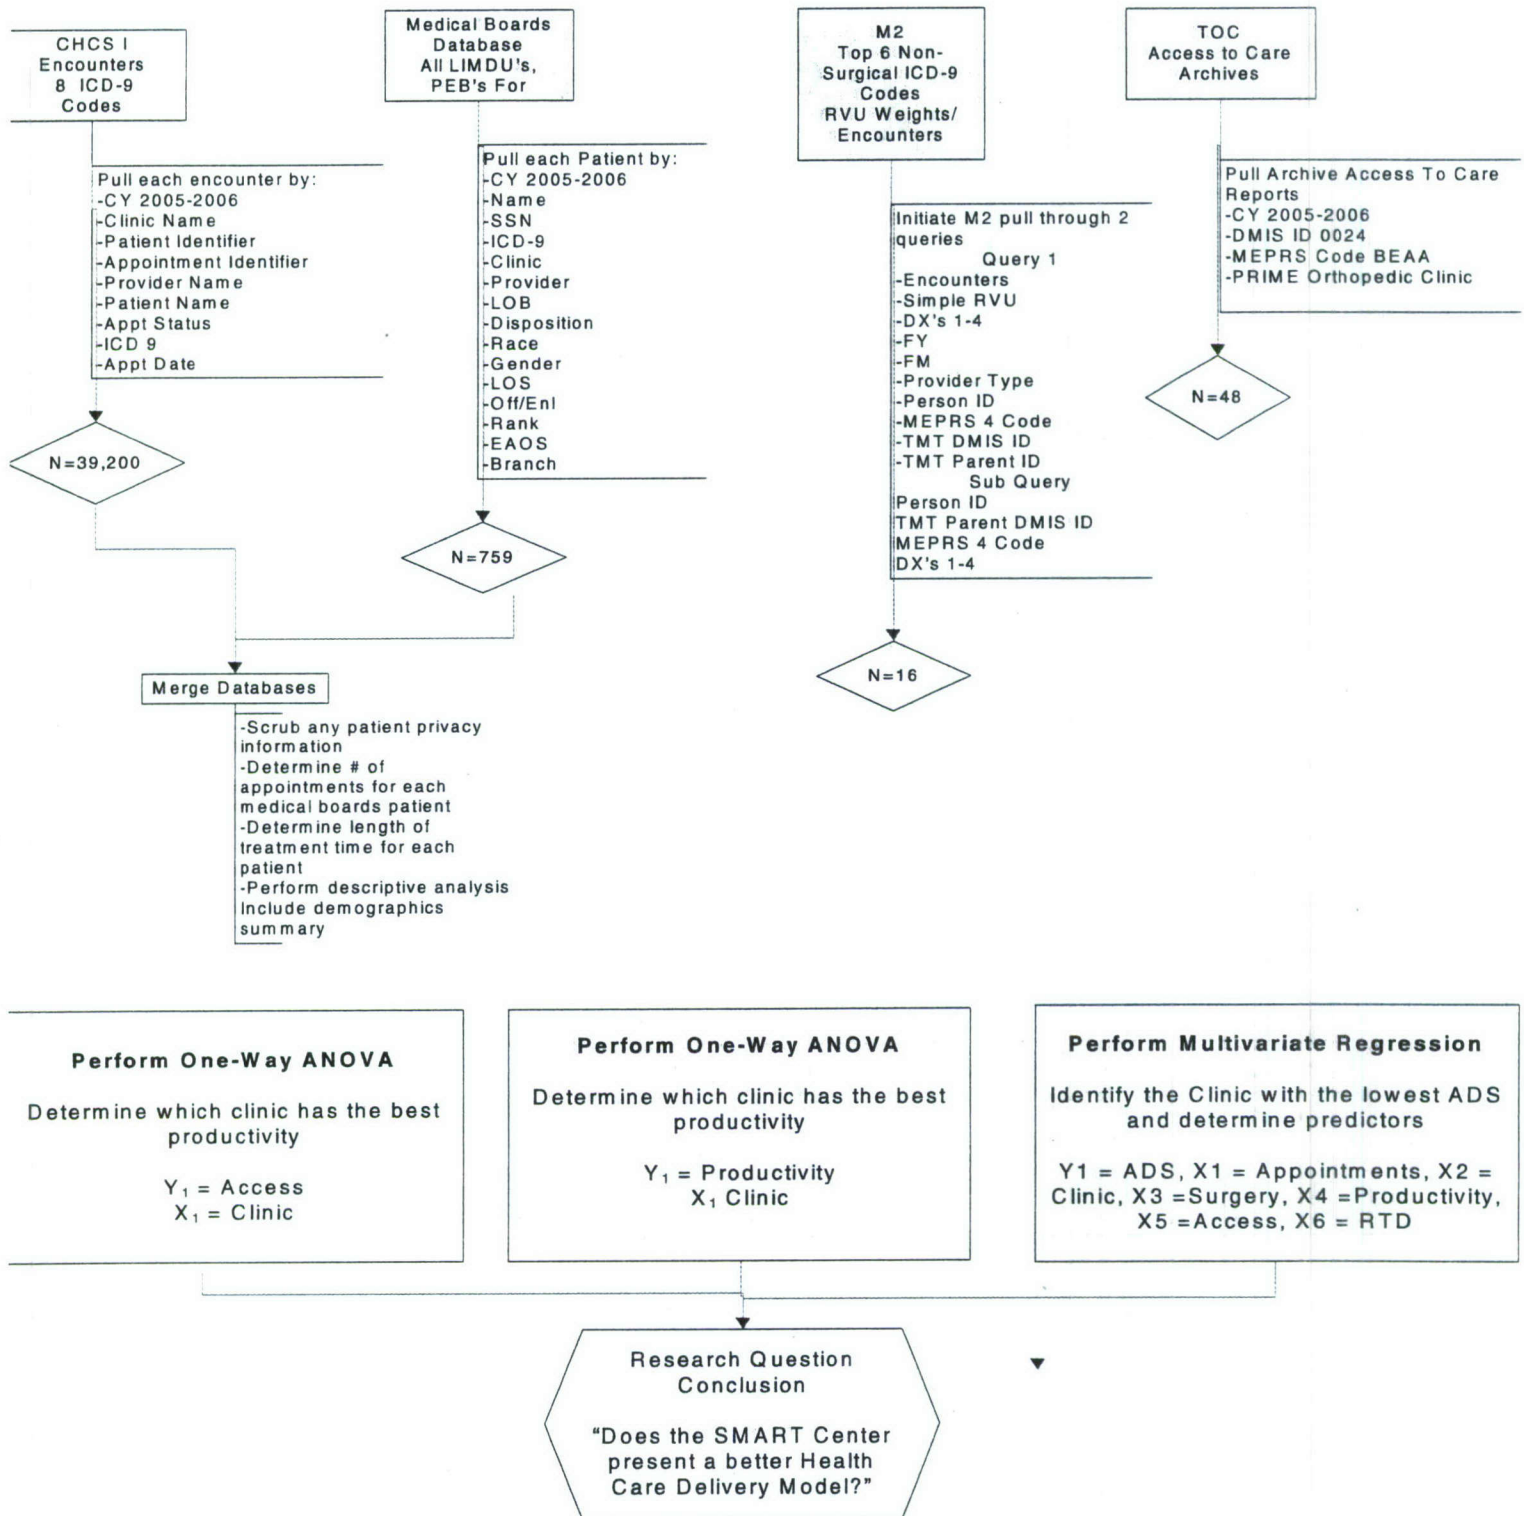 CHCS I
Encounters
8 ICD-9
Codes
Pull each encounter by:
-CY 2005-2006
-Clinic Name
-Patient Identifier
-Appointment Identifier
-Provider Name
-Patient Name
-Appt Status
-ICD 9
-Appt Date
N=39,200
Medical Boards
Database
All LIMDU's,
PEB's For
Pull each Patient by:
-CY 2005-2006
-Name
-SSN
-ICD-9
-Clinic
-Provider
-LOB
-Disposition
-Race
-Gender
-LOS
-Off/Enl
-Rank
-EAOS
-Branch
N=759
M2
Top 6 Non-
Surgical ICD-9
Codes
RVU Weights/
Encounters
Initiate M2 pull through 2
queries
Query 1
-Encounters
-Simple RVU
-DX's 1-4
-FY
-FM
-Provider Type
-Person ID
-MEPRS 4 Code
-TMT DMIS ID
-TMT Parent ID
Sub Query
Person ID
TMT Parent DMIS ID
MEPRS 4 Code
DX's 1-4
N=16
TOC
Access to Care
Archives
Pull Archive Access To Care
Reports
-CY 2005-2006
-DMIS ID 0024
-MEPRS Code BEAA
-PRIME Orthopedic Clinic
N=48
Merge Databases
-Scrub any patient privacy
information
-Determine # of
appointments for each
medical boards patient
-Determine length of
treatment time for each
patient
-Perform descriptive analysis
Include demographics
summary
Perform One-Way ANOVA
Determine which clinic has the best
productivity
Y₁ = Access
X₁ = Clinic
Perform One-Way ANOVA
Determine which clinic has the best
productivity
Y₁ = Productivity
X₁ Clinic
Perform Multivariate Regression
Identify the Clinic with the lowest ADS
and determine predictors
Y1 = ADS, X1 = Appointments, X2 =
Clinic, X3 =Surgery, X4 =Productivity,
X5 =Access, X6 = RTD
Research Question
Conclusion
"Does the SMART Center
present a better Health
Care Delivery Model?"